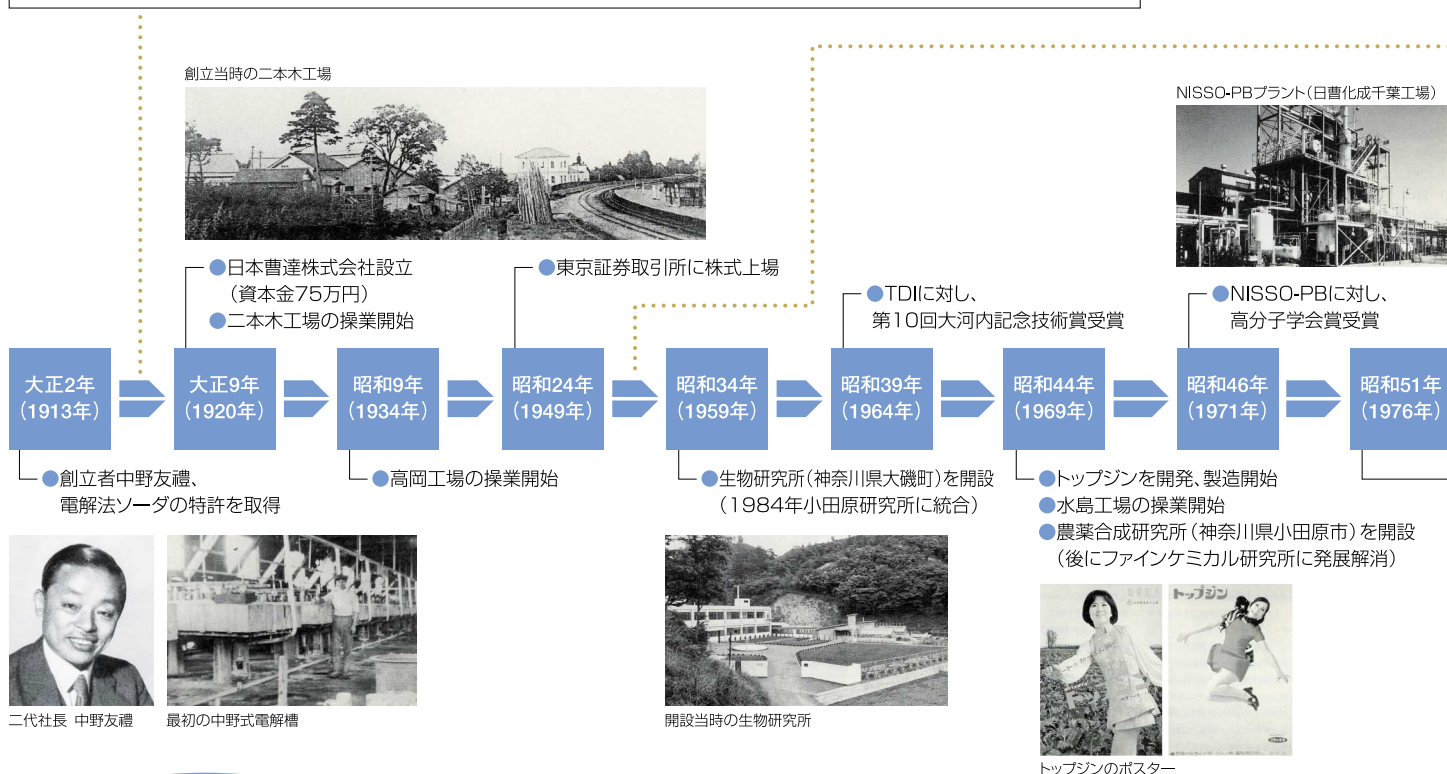 創立当時の二本木工場
NISSO-PBプラント(日曹化成千葉工場)
●日本曹達株式会社設立
(資本金75万円)
●二本木工場の操業開始
●東京証券取引所に株式上場
●TDIに対し、
第10回大河内記念技術賞受賞
●NISSO-PBに対し、
高分子学会賞受賞
大正2年
(1913年)
大正9年
(1920年)
昭和9年
(1934年)
昭和24年
(1949年)
昭和34年
(1959年)
昭和39年
(1964年)
昭和44年
(1969年)
昭和46年
(1971年)
昭和51年
(1976年)
●創立者中野友禮、
電解法ソーダの特許を取得
●高岡工場の操業開始
●生物研究所(神奈川県大磯町)を開設
(1984年小田原研究所に統合)
●トップジンを開発、製造開始
●水島工場の操業開始
●農薬合成研究所(神奈川県小田原市)を開設
(後にファインケミカル研究所に発展解消)
トップジン
二代社長 中野友禮
最初の中野式電解槽
開設当時の生物研究所
トップジンのポスター